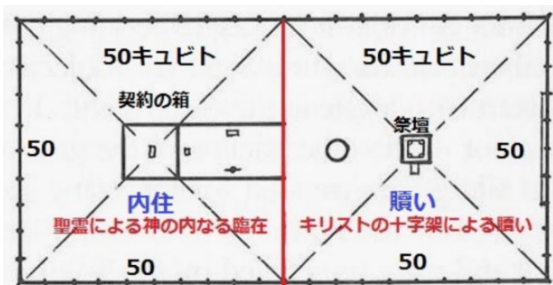 50キュビト
50キュビト
契約の箱
祭壇
50
50
内住
贖い
聖霊による神の内なる臨在
キリストの十字架による贖い
50
50